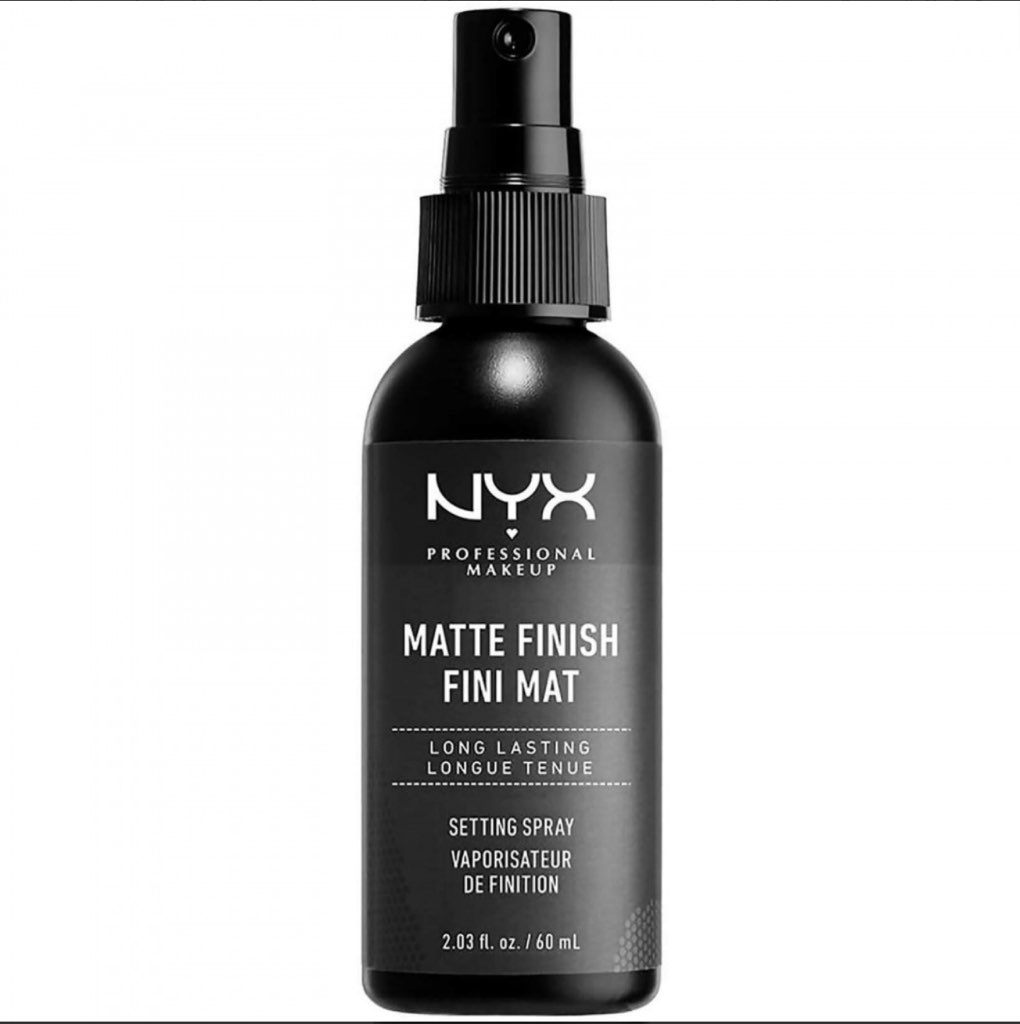 NYX
PROFESSIONAL
MAKEUP
MATTE FINISH
FINI MAT
LONG LASTING
LONGUE TENUE
SETTING SPRAY
VAPORISATEUR
DE FINITION
2.03 fl. oz. / 60 mL